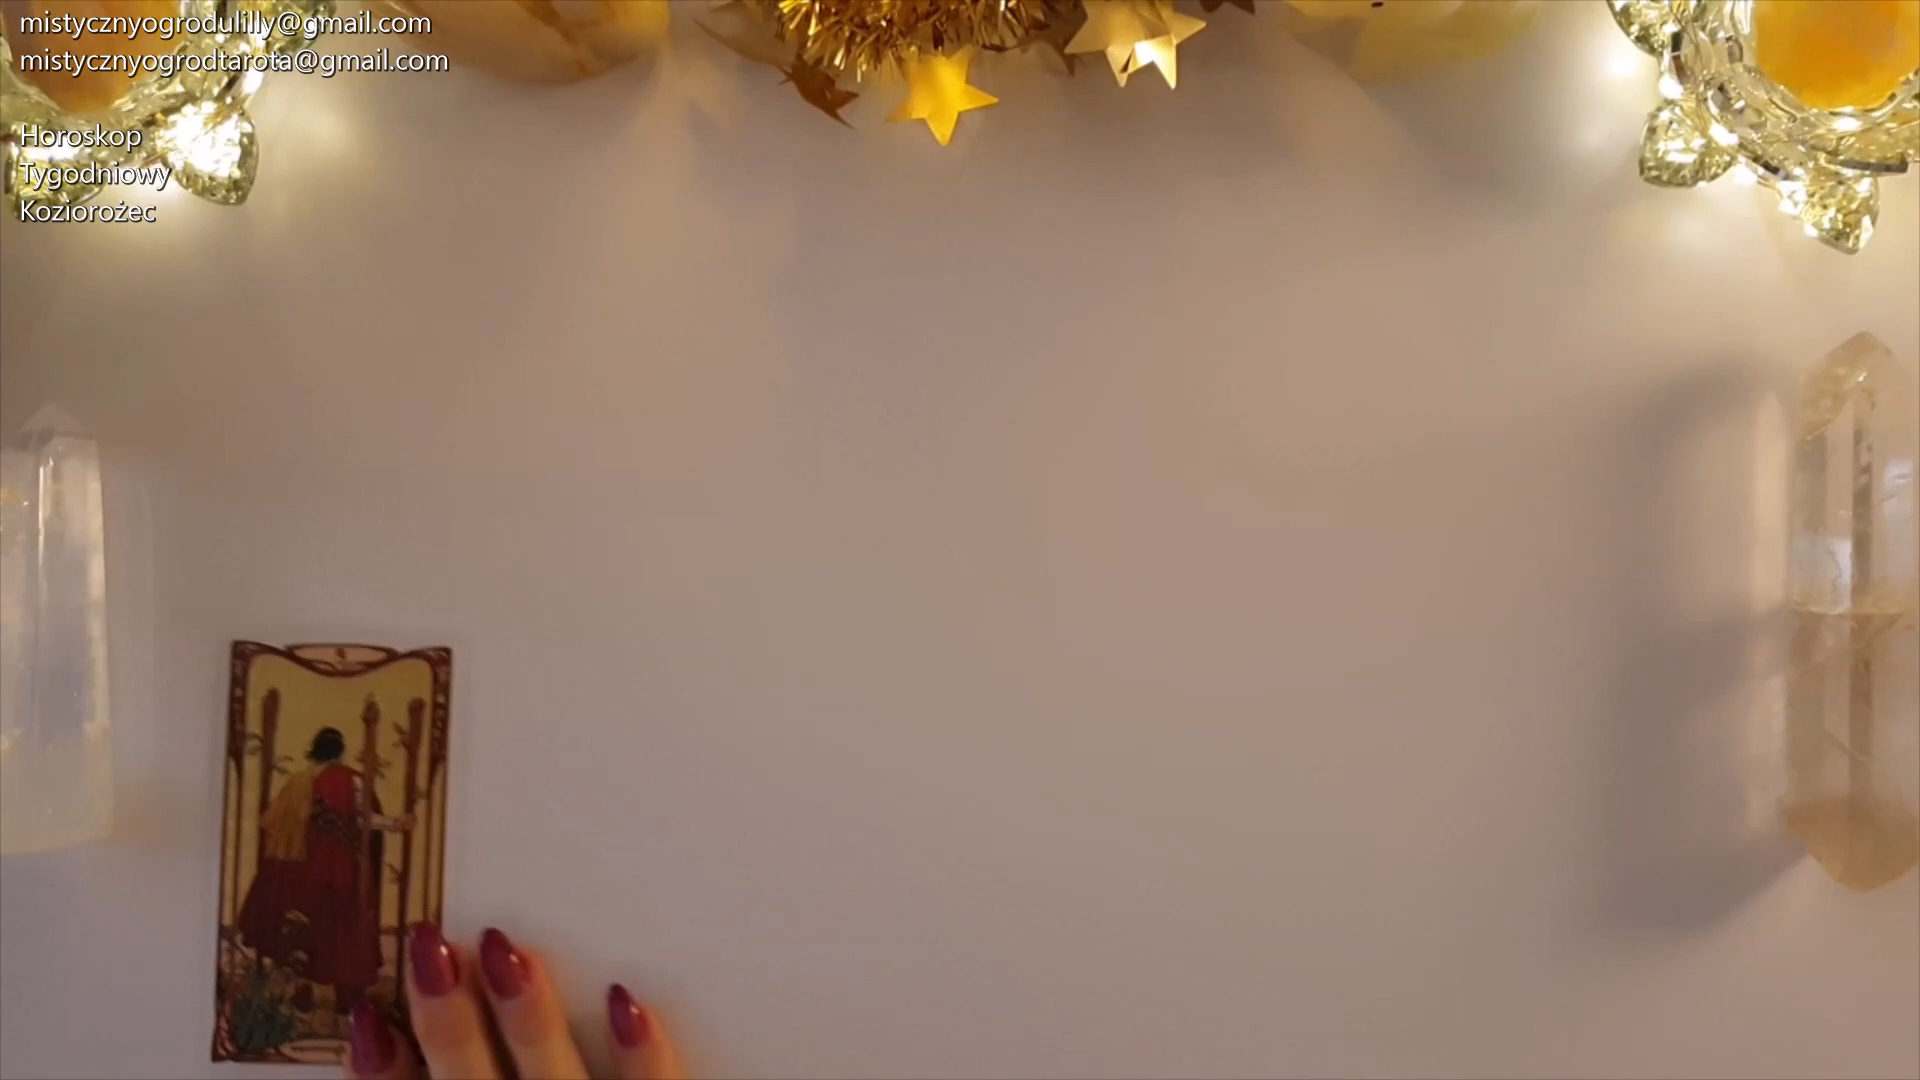 mistycznyogrodulilly@gmail.com
mistycznyogrodtarota@gmail.com
Horoskop
Tygodniowy
Koziorożec